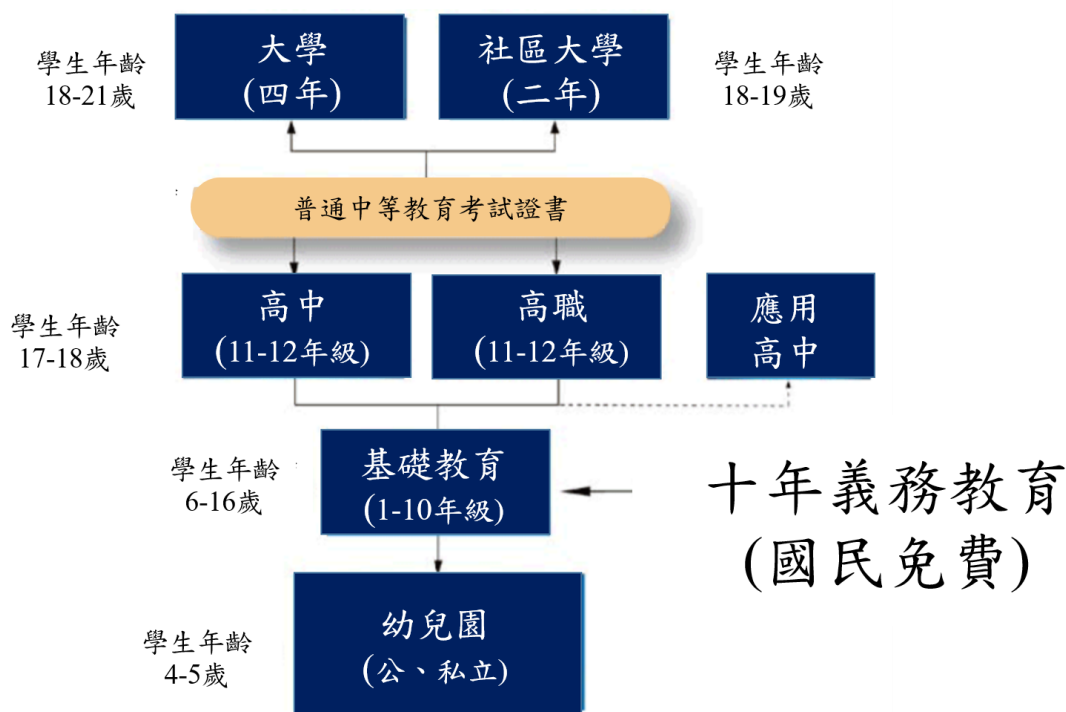 大學
(四年)
社區大學
(二年)
學生年齡
18-21歲
學生年齡
18-19歲
普通中等教育考試證書
高中
(11-12年級)
高職
(11-12年級)
應用
高中
學生年齡
17-18歲
基礎教育
(1-10年級)
學生年齡
6-16歲
十年義務教育
(國民免費)
幼兒園
(公、私立)
學生年齡
4-5歲